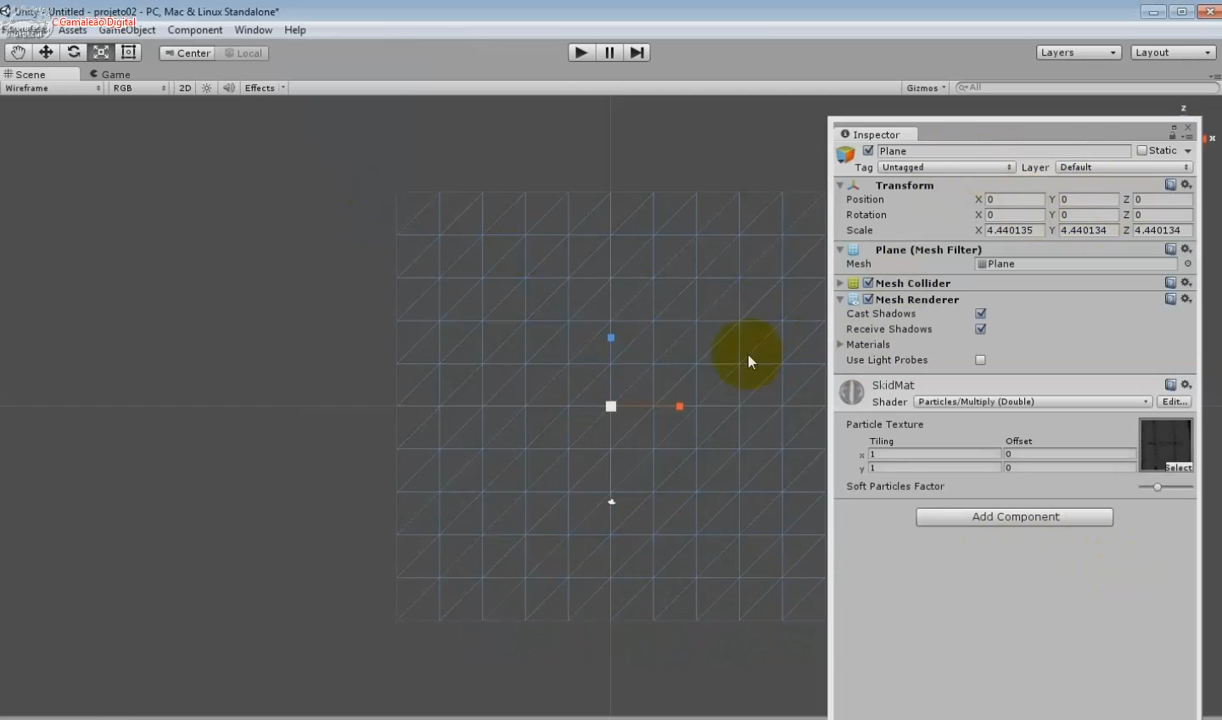 Unity - Untitled - projeto02 - PC, Mac & Linux Standalone*
Camaleão Digital
Assets GameObject Component Window Help
Center Local
Layers Layout
Scene Game
Wireframe RGB 2D Effects Gizmos All
z
x
Inspector
Plane Static
Tag Untagged Layer Default
Transform
Position X 0 Y 0 Z 0
Rotation X 0 Y 0 Z 0
Scale X 4.440135 Y 4.440134 Z 4.440134
Plane (Mesh Filter)
Mesh Plane
Mesh Collider
Mesh Renderer
Cast Shadows
Receive Shadows
Materials
Use Light Probes
SkidMat
Shader Particles/Multiply (Double) Edit...
Particle Texture
Tiling Offset
x 1 0
y 1 0
Select
Soft Particles Factor
Add Component